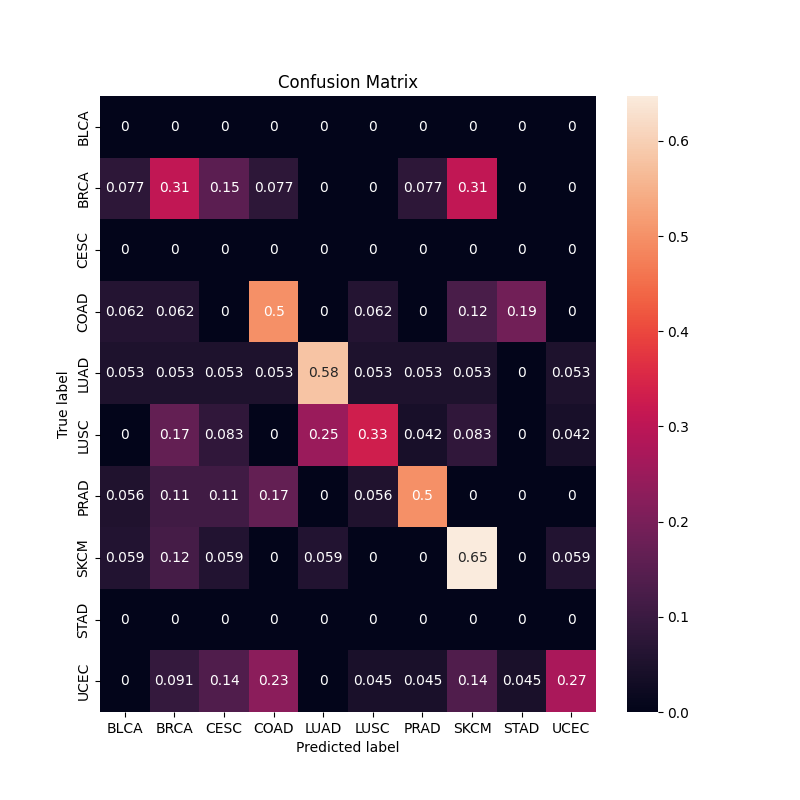 Confusion Matrix
BLCA 0 0 0 0 0 0 0 0 0 0
BRCA 0.077 0.31 0.15 0.077 0 0 0.077 0.31 0 0
CESC 0 0 0 0 0 0 0 0 0 0
COAD 0.062 0.062 0 0.5 0 0.062 0 0.12 0.19 0
LUAD 0.053 0.053 0.053 0.053 0.58 0.053 0.053 0.053 0 0.053
LUSC 0 0.17 0.083 0 0.25 0.33 0.042 0.083 0 0.042
PRAD 0.056 0.11 0.11 0.17 0 0.056 0.5 0 0 0
SKCM 0.059 0.12 0.059 0 0.059 0 0 0.65 0 0.059
STAD 0 0 0 0 0 0 0 0 0 0
UCEC 0 0.091 0.14 0.23 0 0.045 0.045 0.14 0.045 0.27
BLCA BRCA CESC COAD LUAD LUSC PRAD SKCM STAD UCEC
Predicted label
True label
0.6
0.5
0.4
0.3
0.2
0.1
0.0